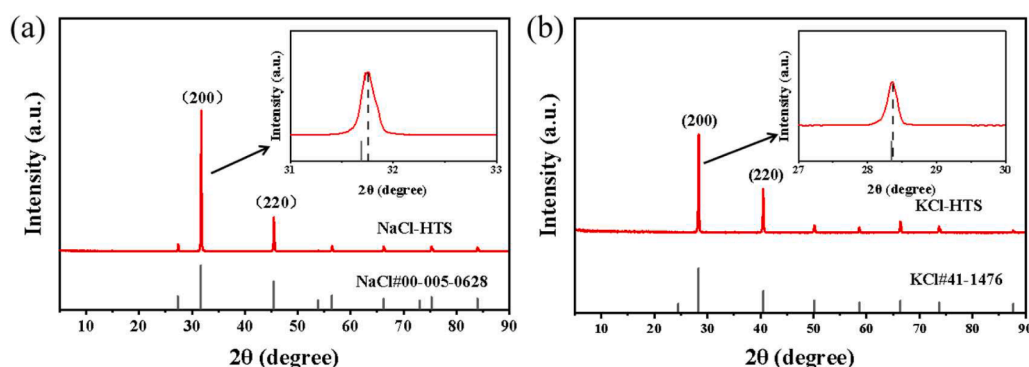 (a)
Intensity (a.u.)
(200)
(220)
NaCl-HTS
NaCl#00-005-0628
10 20 30 40 50 60 70 80 90
2θ (degree)
Intensity (a.u.)
31 32 33
2θ (degree)
(b)
Intensity (a.u.)
(200)
(220)
KCl-HTS
KCl#41-1476
10 20 30 40 50 60 70 80 90
2θ (degree)
Intensity (a.u.)
27 28 29 30
2θ (degree)